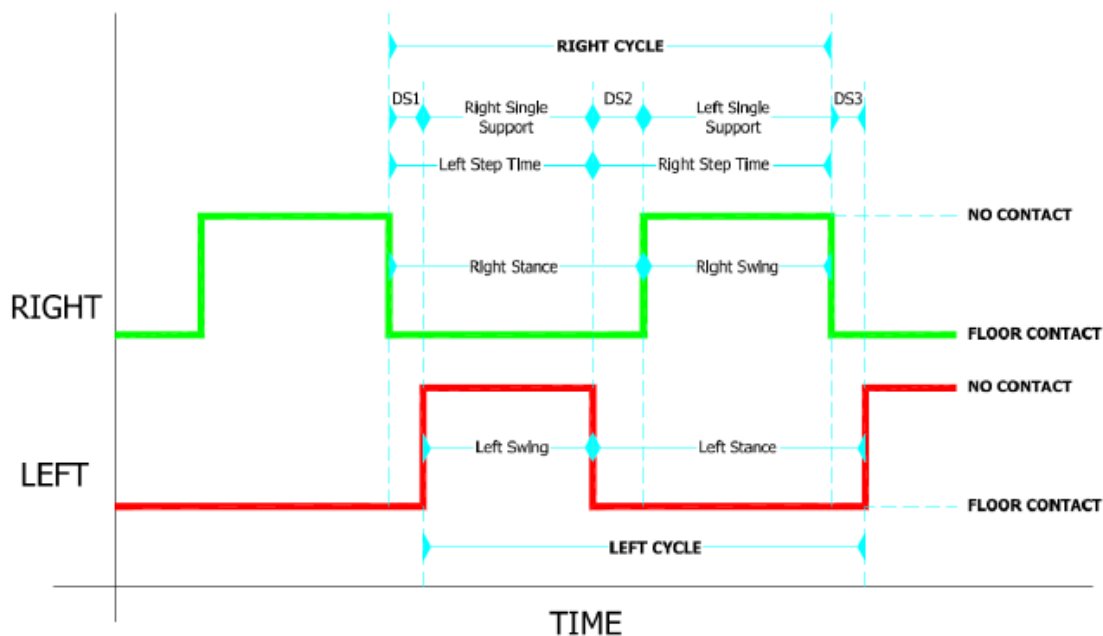 RIGHT CYCLE
DS1
Right Single
Support
DS2
Left Single
Support
DS3
Left Step Time
Right Step Time
NO CONTACT
Right Stance
Right Swing
RIGHT
FLOOR CONTACT
NO CONTACT
Left Swing
Left Stance
LEFT
FLOOR CONTACT
LEFT CYCLE
TIME